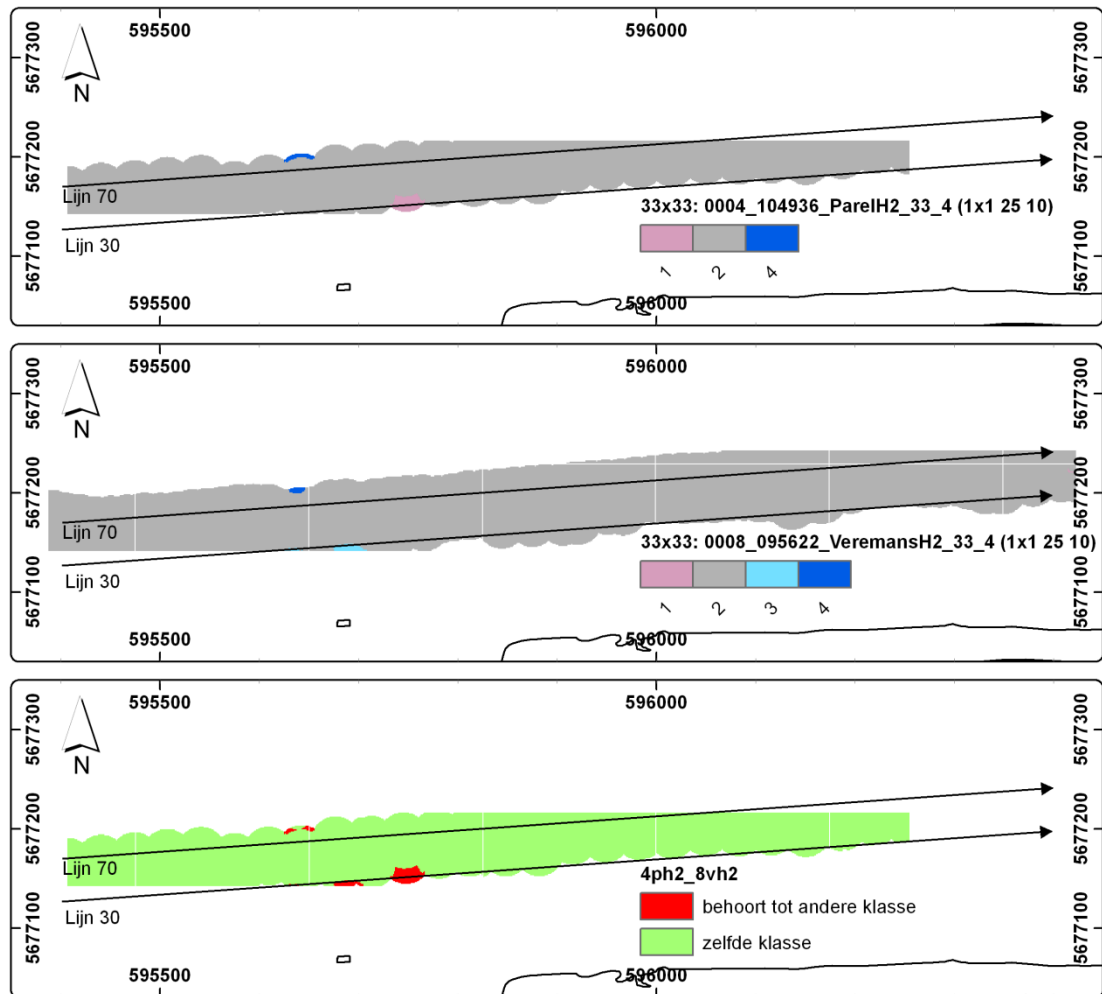 595500 596000
5677300 5677300
N
5677200 5677200
Lijn 70
33x33: 0004_104936_ParelH2_33_4 (1x1 25 10)
Lijn 30
5677100 5677100
1 2 4
595500 596000
595500 596000
5677300 5677300
N
5677200 5677200
Lijn 70
33x33: 0008_095622_VeremansH2_33_4 (1x1 25 10)
Lijn 30
5677100 5677100
1 2 3 4
595500 596000
595500 596000
5677300 5677300
N
5677200 5677200
Lijn 70
4ph2_8vh2
behoort tot andere klasse
Lijn 30
5677100 5677100
zelfde klasse
595500 596000